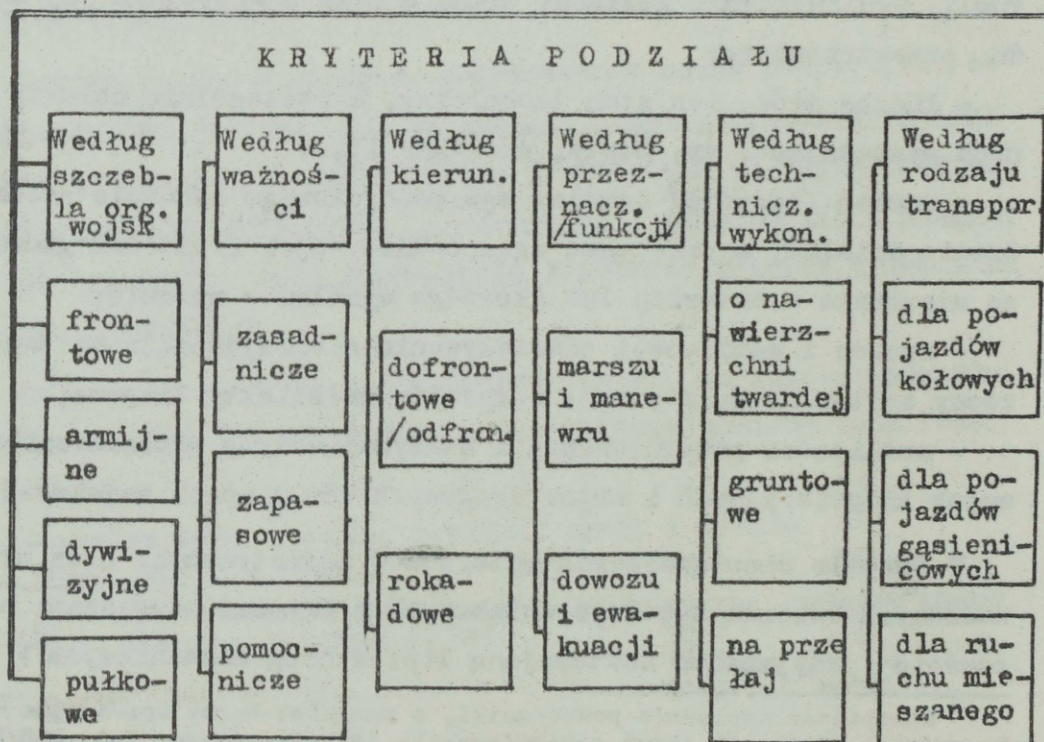 KRYTERIA PODZIAŁU
Według
szczeb-
la org.
wojsk
fron-
towe
armij-
ne
dywi-
zyjne
pułko-
we
Według
ważnoś-
ci
zasad-
nicze
zapa-
sowe
pomoc-
nicze
Według
kierun.
dofron-
towe
/odfron.
roka-
dowe
Według
przez-
nacz.
/funkcji/
marszu
i mane-
wru
dowozu
i ewa-
kuacji
Według
tech-
nicz.
wykon.
o na-
wierz-
chni
twardej
grunto-
we
na prze
łaj
Według
rodzaju
transpor.
dla po-
jazdów
kołowych
dla po-
jazdów
gąsieni-
cowych
dla ru-
chu mie-
szanego